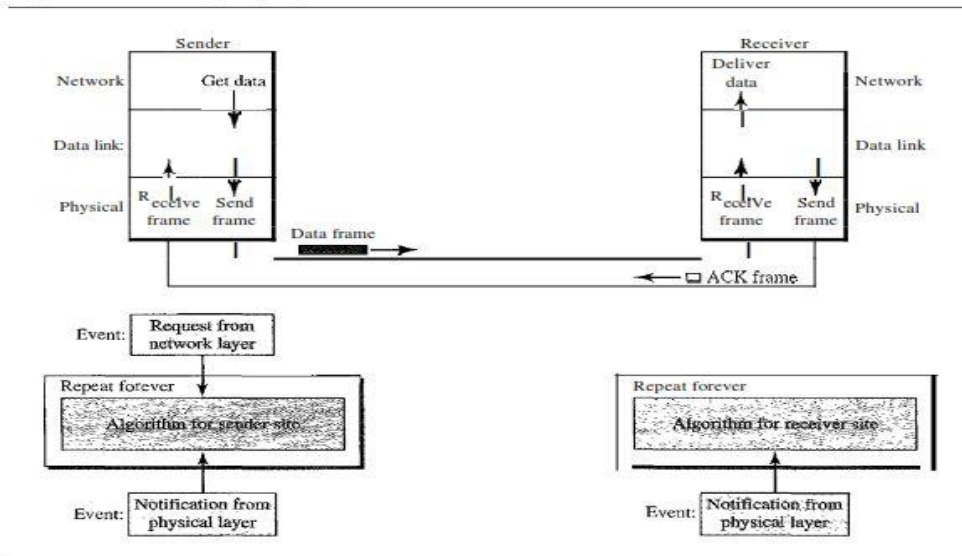 Sender
Receiver
Network
Get data
Deliver
data
Network
Data link:
Data link
Physical
Receive
frame
Send
frame
ReceiVe
frame
Send
frame
Physical
Data frame
ACK frame
Event:
Request from
network layer
Repeat forever
Algorithm for sender site
Repeat forever
Algorithm for receiver site
Event:
Notification from
physical layer
Event:
Notification from
physical layer